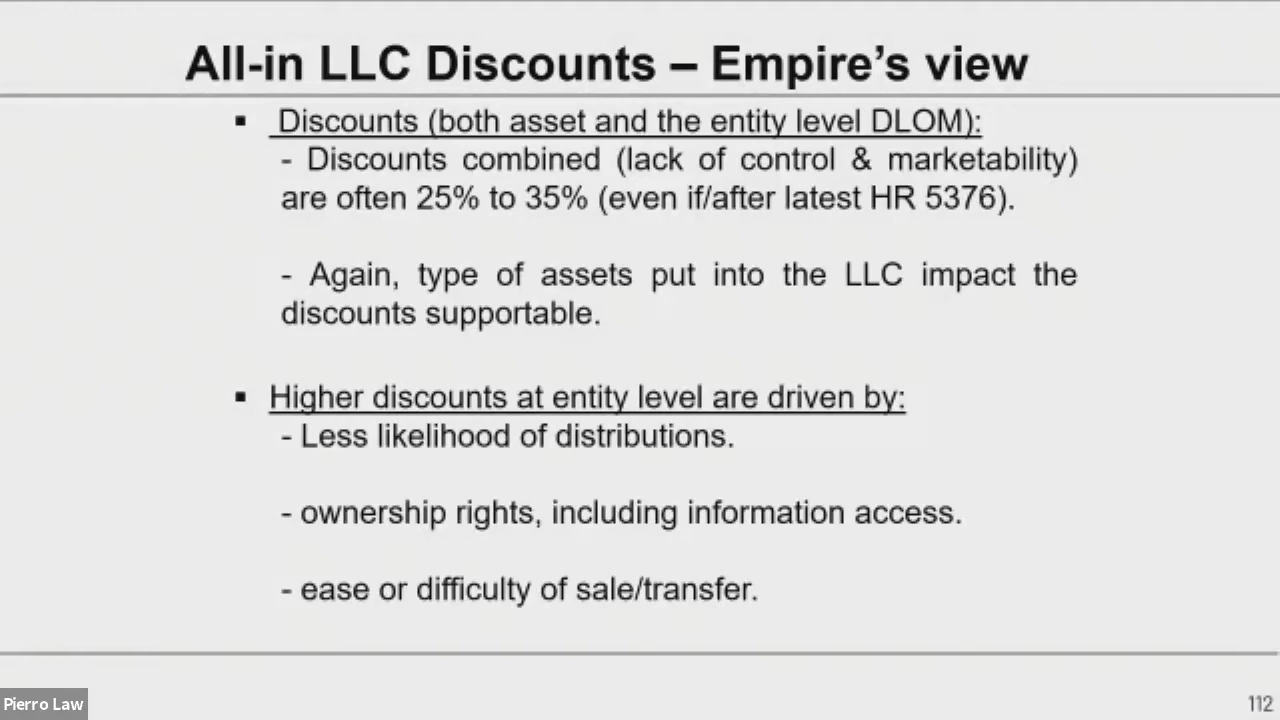 All-in LLC Discounts – Empire's view
▪ Discounts (both asset and the entity level DLOM):
- Discounts combined (lack of control & marketability)
are often 25% to 35% (even if/after latest HR 5376).
- Again, type of assets put into the LLC impact the
discounts supportable.
▪ Higher discounts at entity level are driven by:
- Less likelihood of distributions.
- ownership rights, including information access.
- ease or difficulty of sale/transfer.
Pierro Law
112